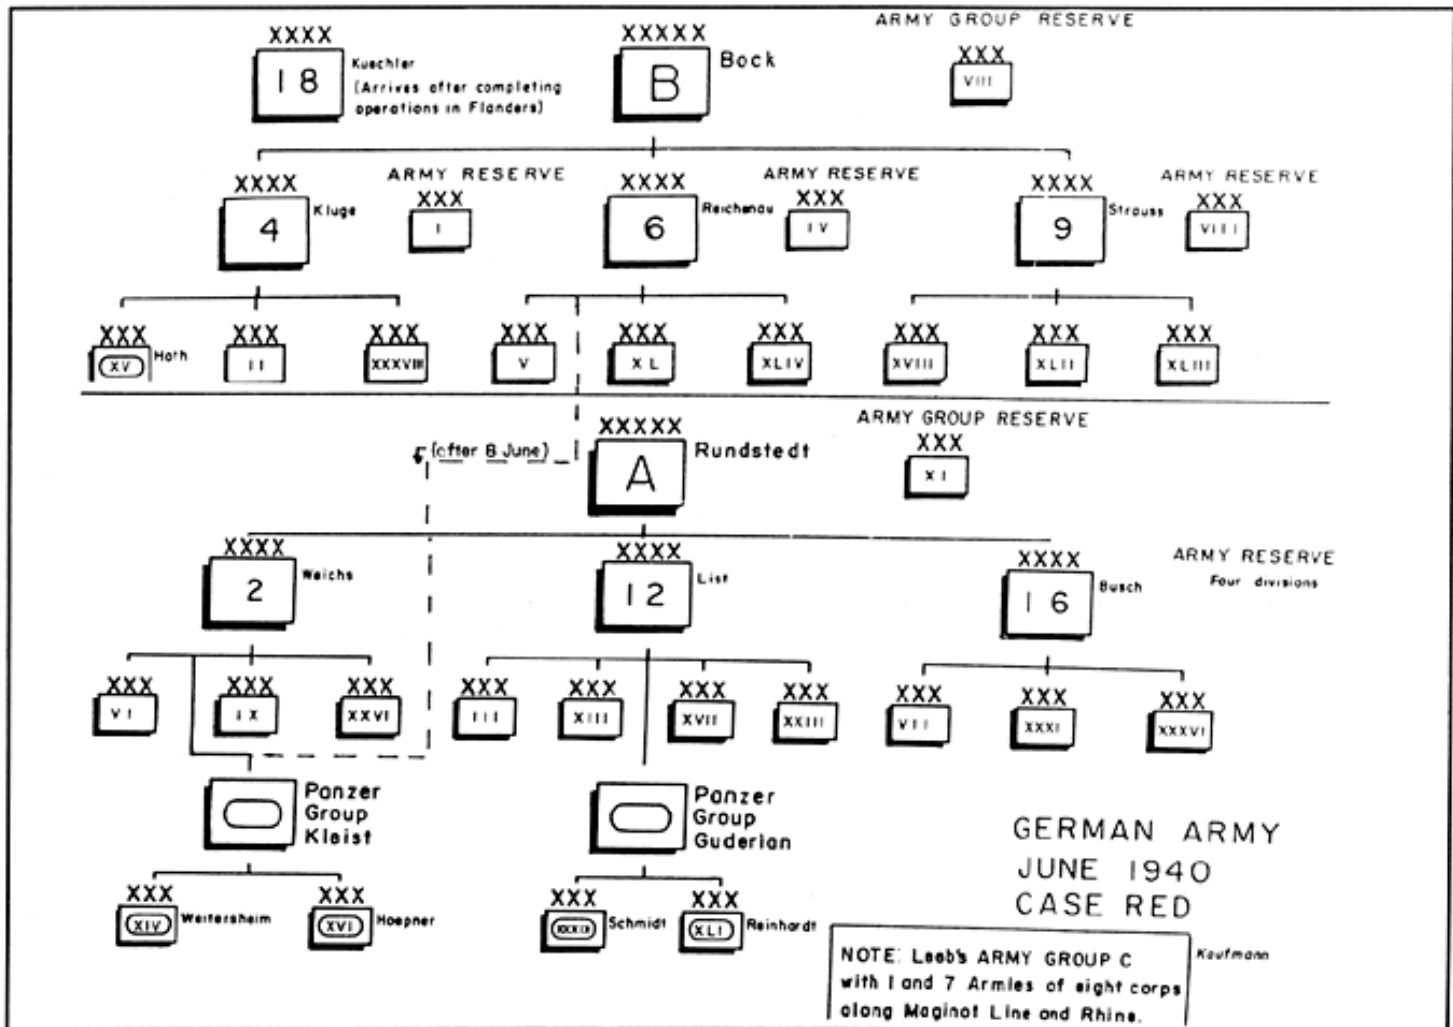 ARMY GROUP RESERVE
XXXX
XXXXX
XXX
18
Kuechler
(Arrives after completing
operations in Flanders)
B
Bock
VIII
ARMY RESERVE
ARMY RESERVE
ARMY RESERVE
XXXX
XXX
XXXX
XXX
XXXX
XXX
4
Kluge
I
6
Reichenau
IV
9
Strauss
VIII
XXX
XXX
XXX
XXX
XXX
XXX
XXX
XXX
XXX
XV
Hoth
II
XXXVIII
V
XL
XLIV
XVIII
XLII
XLIII
ARMY GROUP RESERVE
XXXXX
XXX
(after 8 June)
A
Rundstedt
XI
XXXX
XXXX
XXXX
ARMY RESERVE
Four divisions
2
Weichs
12
List
16
Busch
XXX
XXX
XXX
XXX
XXX
XXX
XXX
XXX
XXX
XXX
VI
IX
XXVI
III
XIII
XVII
XXIII
VII
XXXI
XXXVI
Panzer
Group
Kleist
Panzer
Group
Guderian
XXX
XXX
XXX
XXX
XIV
Weitersheim
XVI
Hoepner
XXXIX
Schmidt
XLI
Reinhardt
GERMAN ARMY
JUNE 1940
CASE RED
NOTE: Leeb's ARMY GROUP C
with 1 and 7 Armies of eight corps
along Maginot Line and Rhine.
Kaufmann